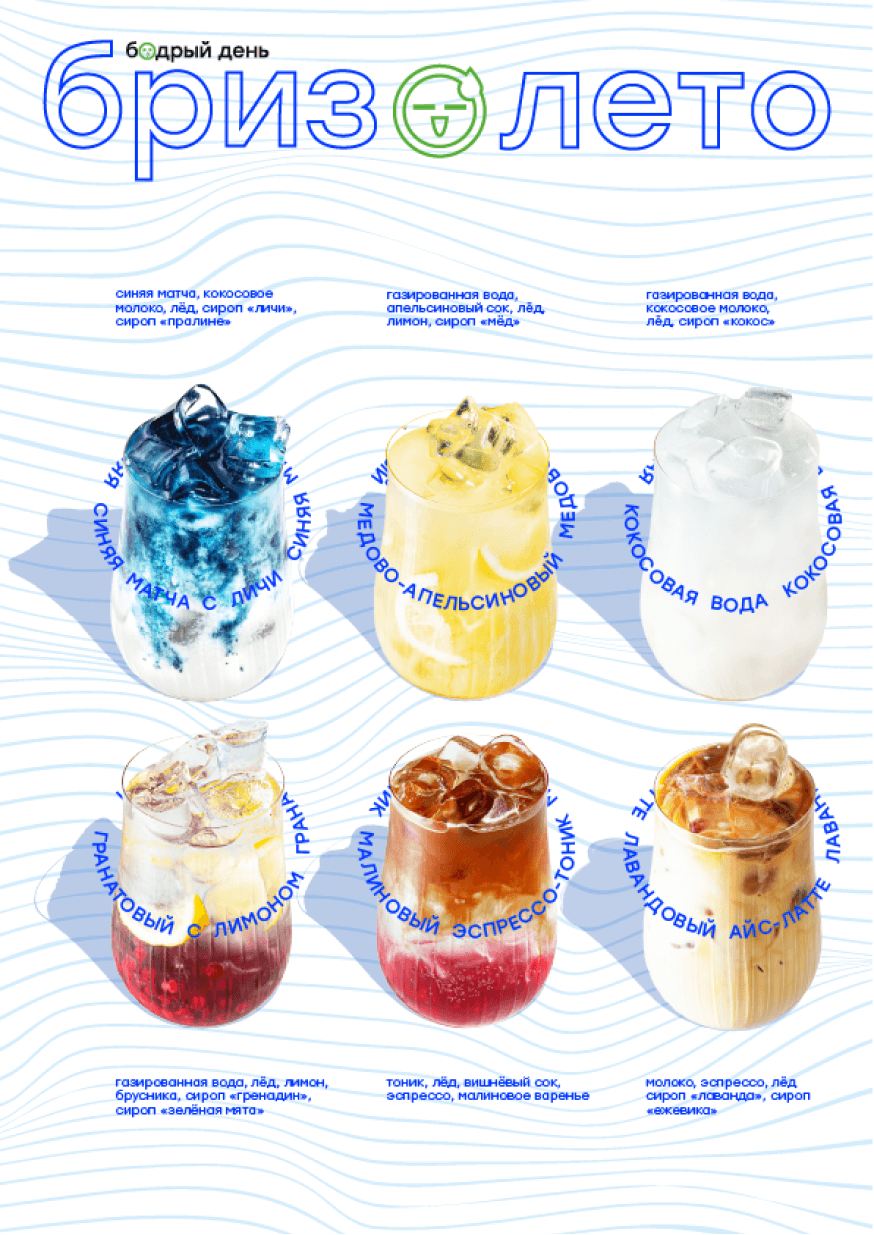 бодрый день
бриз лето
синяя матча, кокосовое
молоко, лёд, сироп «личи»,
сироп «пралине»
газированная вода,
апельсиновый сок, лёд,
лимон, сироп «мёд»
газированная вода,
кокосовое молоко,
лёд, сироп «кокос»
СИНЯЯ МАТЧА С ЛИЧИ СИНЯЯ
МЕДОВО-АПЕЛЬСИНОВЫЙ МЕДОВ
КОКОСОВАЯ ВОДА КОКОСОВАЯ
ГРАНАТОВЫЙ С ЛИМОНОМ ГРАНА
МАЛИНОВЫЙ ЭСПРЕССО-ТОНИК
ЛАВАНДОВЫЙ АЙС-ЛАТТЕ ЛАВАН
газированная вода, лёд, лимон,
брусника, сироп «гренадин»,
сироп «зелёная мята»
тоник, лёд, вишнёвый сок,
эспрессо, малиновое варенье
молоко, эспрессо, лёд
сироп «лаванда», сироп
«ежевика»